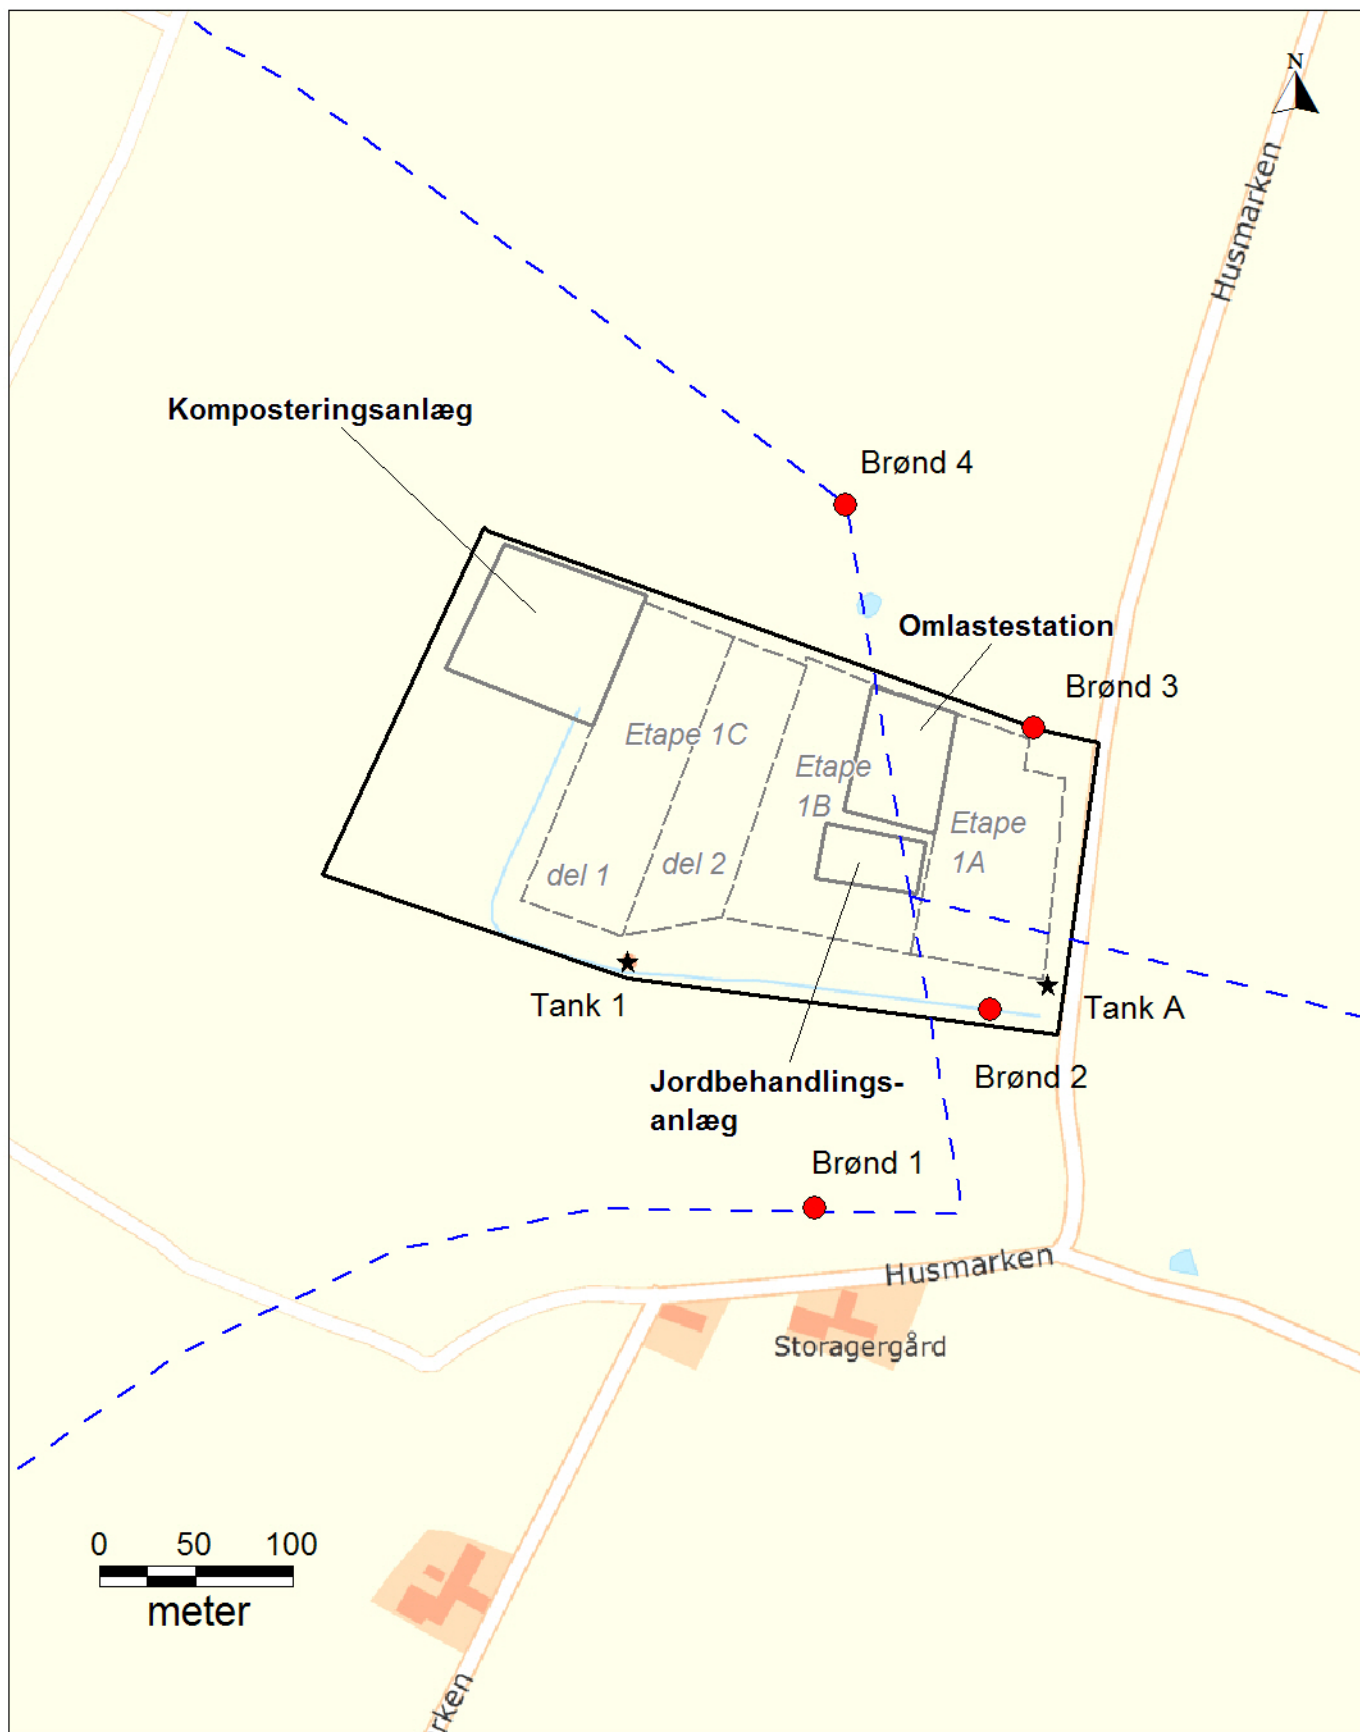 N
Husmarken
Komposteringsanlæg
Brønd 4
Omlastestation
Brønd 3
Etape 1C
Etape
1B
Etape
1A
del 1
del 2
Tank 1
Tank A
Brønd 2
Jordbehandlings-
anlæg
Brønd 1
Husmarken
Storagergård
0 50 100
meter
rken